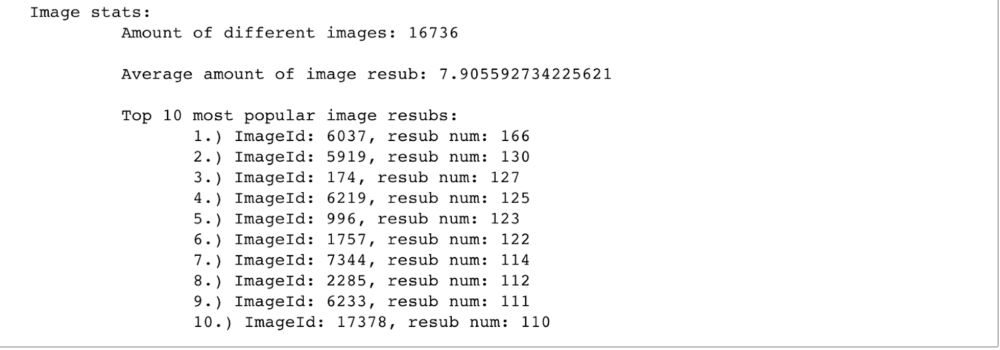 Image stats:
Amount of different images: 16736
Average amount of image resub: 7.905592734225621
Top 10 most popular image resubs:
1.) ImageId: 6037, resub num: 166
2.) ImageId: 5919, resub num: 130
3.) ImageId: 174, resub num: 127
4.) ImageId: 6219, resub num: 125
5.) ImageId: 996, resub num: 123
6.) ImageId: 1757, resub num: 122
7.) ImageId: 7344, resub num: 114
8.) ImageId: 2285, resub num: 112
9.) ImageId: 6233, resub num: 111
10.) ImageId: 17378, resub num: 110